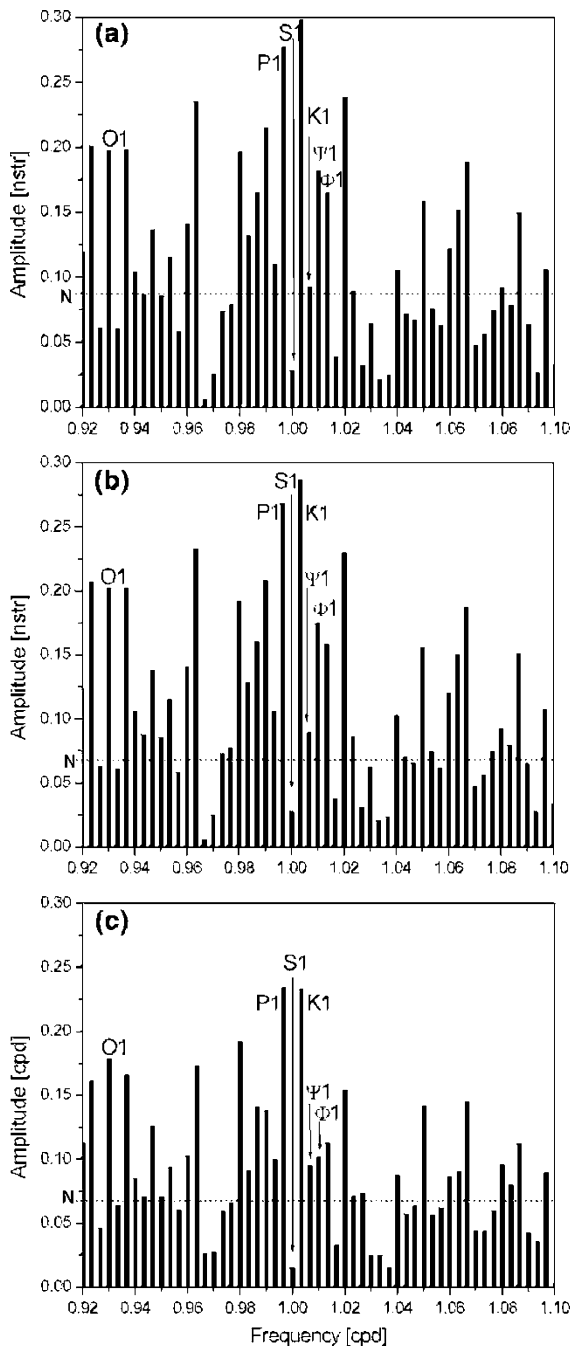 (a)
S1
P1
K1
Ψ1
Φ1
O1
Amplitude [nstr]
N
0.30
0.25
0.20
0.15
0.10
0.05
0.00
0.92 0.94 0.96 0.98 1.00 1.02 1.04 1.06 1.08 1.10
(b)
S1
P1 K1
Ψ1
Φ1
O1
Amplitude [nstr]
N
0.30
0.25
0.20
0.15
0.10
0.05
0.00
0.92 0.94 0.96 0.98 1.00 1.02 1.04 1.06 1.08 1.10
(c)
S1
P1 K1
O1
Ψ1
Φ1
Amplitude [cpd]
N
0.30
0.25
0.20
0.15
0.10
0.05
0.00
0.92 0.94 0.96 0.98 1.00 1.02 1.04 1.06 1.08 1.10
Frequency [cpd]